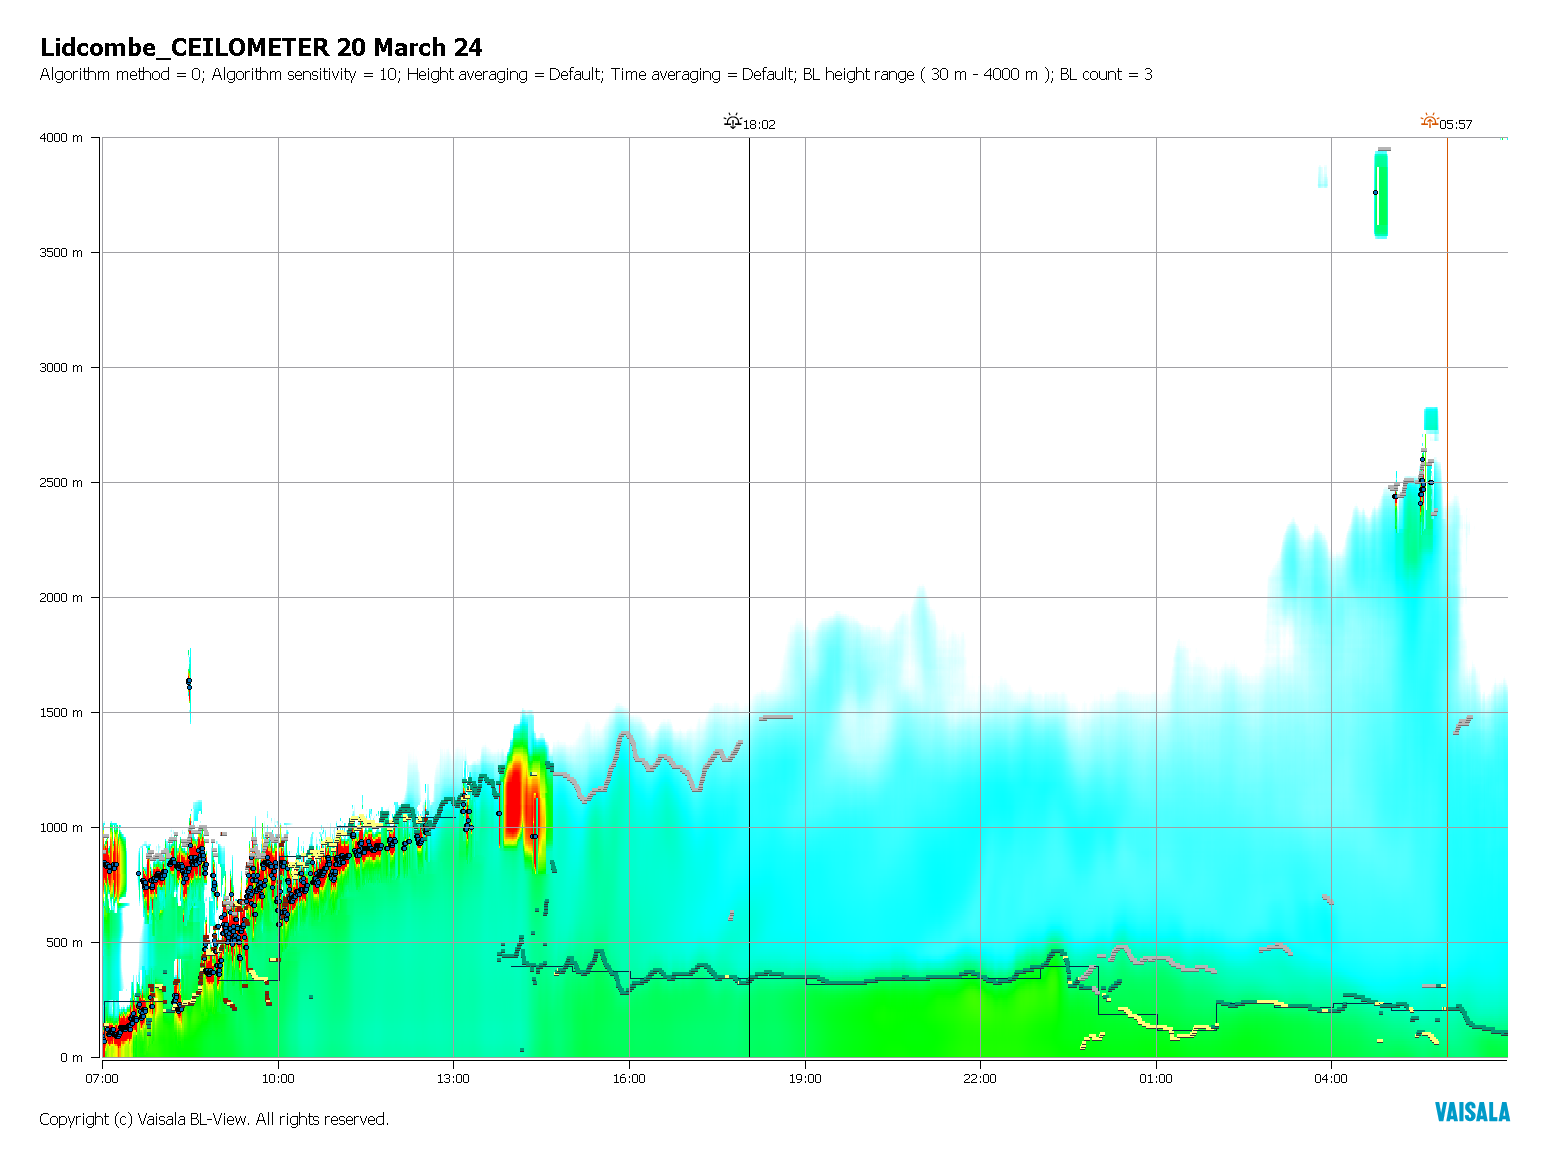 Lidcombe_CEILOMETER 20 March 24
Algorithm method = 0; Algorithm sensitivity = 10; Height averaging = Default; Time averaging = Default; BL height range ( 30 m - 4000 m ); BL count = 3
18:02
05:57
4000 m
3500 m
3000 m
2500 m
2000 m
1500 m
1000 m
500 m
0 m
07:00
10:00
13:00
16:00
19:00
22:00
01:00
04:00
Copyright (c) Vaisala BL-View. All rights reserved.
VAISALA